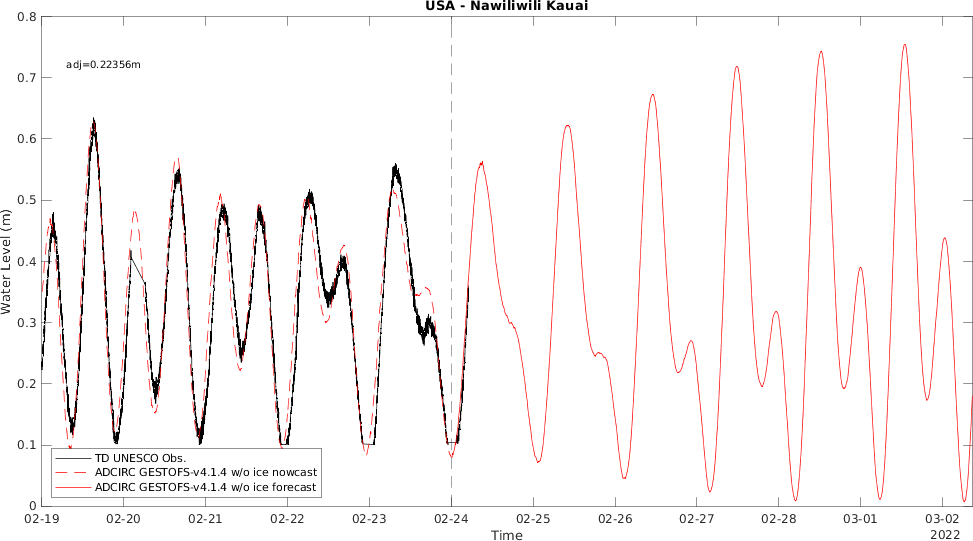 USA - Nawiliwili Kauai
0.8
0.7
0.6
0.5
0.4
0.3
0.2
0.1
0
Water Level (m)
adj=0.22356m
TD UNESCO Obs.
ADCIRC GESTOFS-v4.1.4 w/o ice nowcast
ADCIRC GESTOFS-v4.1.4 w/o ice forecast
02-19 02-20 02-21 02-22 02-23 02-24 02-25 02-26 02-27 02-28 03-01 03-02
Time 2022